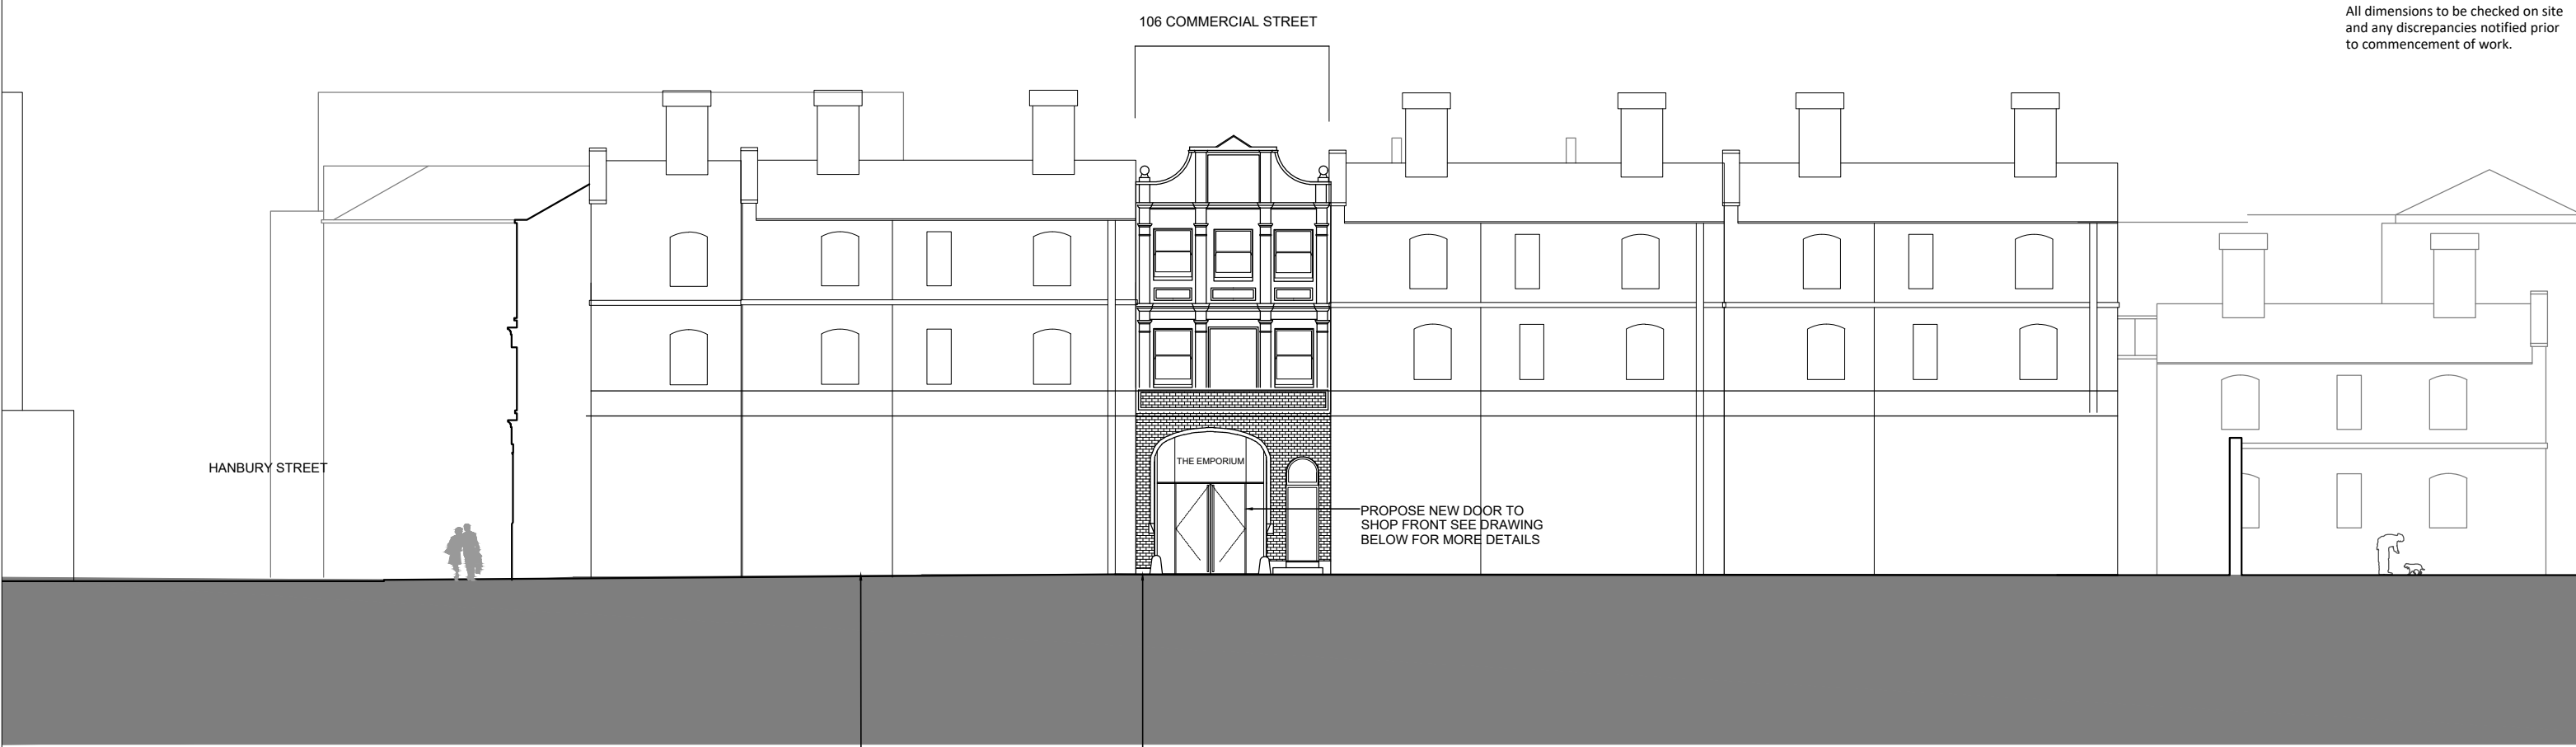 106 COMMERCIAL STREET
All dimensions to be checked on site
and any discrepancies notified prior
to commencement of work.
HANBURY STREET
THE EMPORIUM
PROPOSE NEW DOOR TO
SHOP FRONT SEE DRAWING
BELOW FOR MORE DETAILS